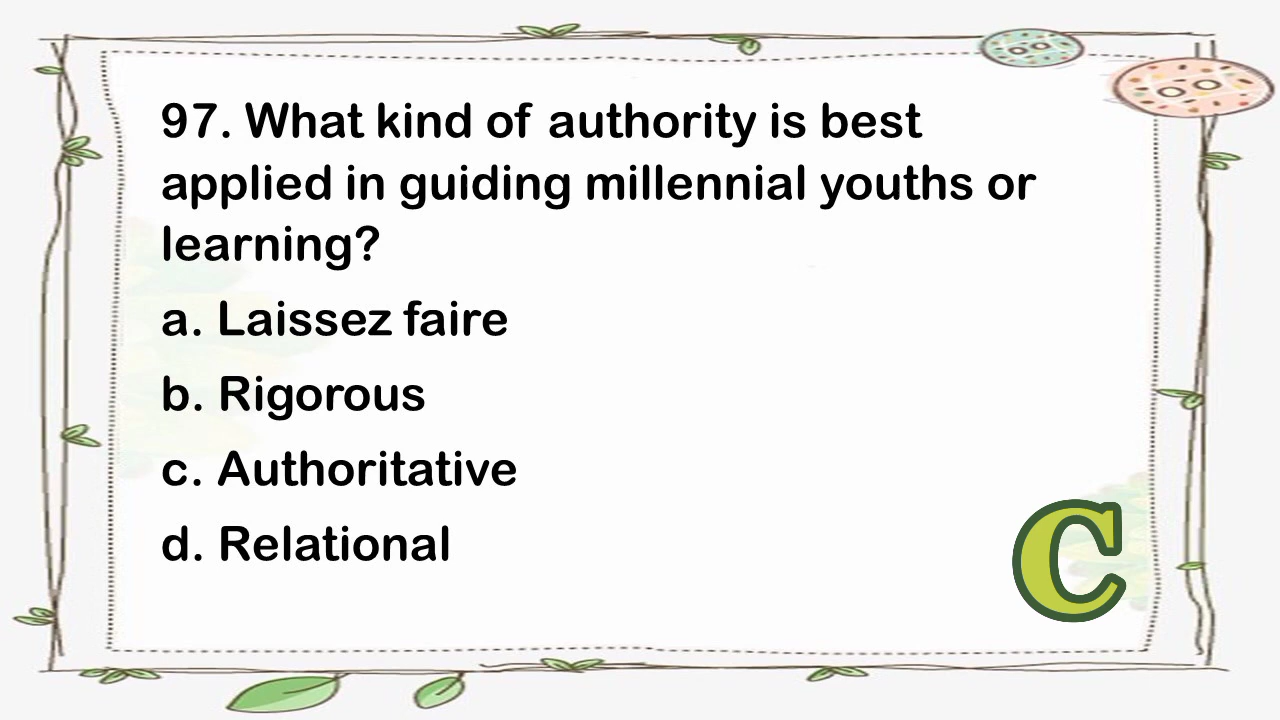 97. What kind of authority is best
applied in guiding millennial youths or
learning?
a. Laissez faire
b. Rigorous
c. Authoritative
d. Relational
C